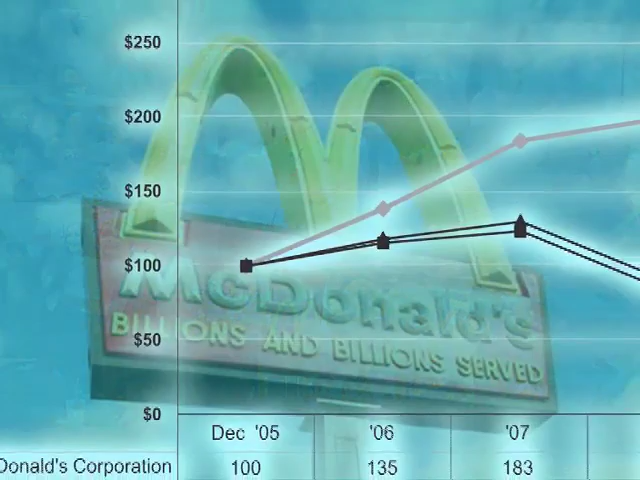 $250
$200
$150
$100
McDonald's
$50
BILLIONS AND BILLIONS SERVED
$0
Dec '05 '06 '07
Donald's Corporation 100 135 183